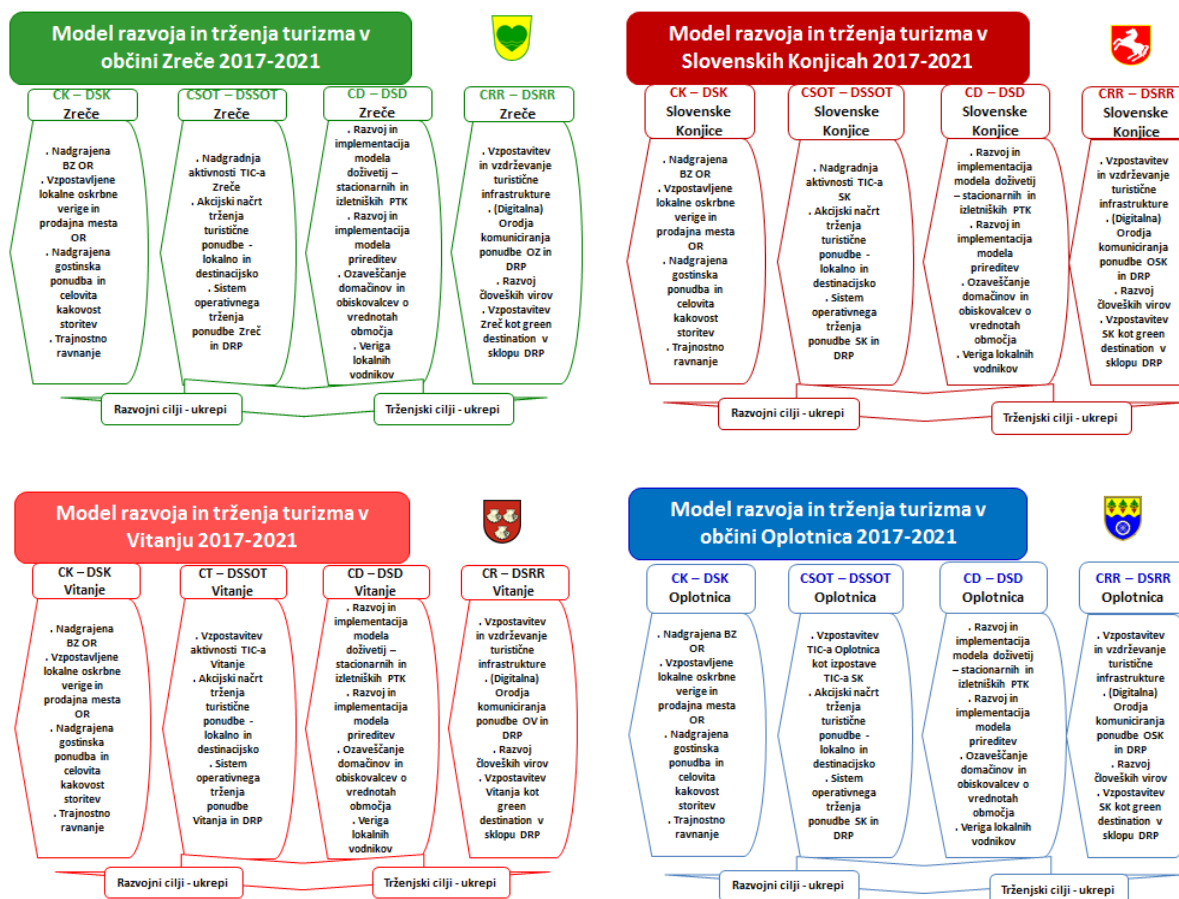 Model razvoja in trženja turizma v
občini Zreče 2017-2021
CK – DSK
Zreče
. Nadgrajena
BZ OR
. Vzpostavljene
lokalne oskrbne
verige in
prodajna mesta
OR
. Nadgrajena
gostinska
ponudba in
celovita
kakovost
storitev
. Trajnostno
ravnanje
CSOT – DSSOT
Zreče
. Nadgradnja
aktivnosti TIC-a
Zreče
. Akcijski načrt
trženja
turistične
ponudbe -
lokalno in
destinacijsko
. Sistem
operativnega
trženja
ponudbe Zreč
in DRP
CD – DSD
Zreče
. Razvoj in
implementacija
modela
doživetij –
stacionarnih in
izletniških PTK
. Razvoj in
implementacija
modela
prireditev
. Ozaveščanje
domačinov in
obiskovalcev o
vrednotah
območja
. Veriga
lokalnih
vodnikov
CRR – DSRR
Zreče
. Vzpostavitev
in vzdrževanje
turistične
infrastrukture
. (Digitalna)
Orodja
komuniciranja
ponudbe OZ in
DRP
. Razvoj
človeških virov
. Vzpostavitev
Zreč kot green
destination v
sklopu DRP
Razvojni cilji - ukrepi
Trženjski cilji - ukrepi
Model razvoja in trženja turizma v
Slovenskih Konjicah 2017-2021
CK – DSK
Slovenske
Konjice
. Nadgrajena
BZ OR
. Vzpostavljene
lokalne oskrbne
verige in
prodajna mesta
OR
. Nadgrajena
gostinska
ponudba in
celovita
kakovost
storitev
. Trajnostno
ravnanje
CSOT – DSSOT
Slovenske
Konjice
. Nadgradnja
aktivnosti TIC-a
SK
. Akcijski načrt
trženja
turistične
ponudbe -
lokalno in
destinacijsko
. Sistem
operativnega
trženja
ponudbe SK in
DRP
CD – DSD
Slovenske
Konjice
. Razvoj in
implementacija
modela doživetij
– stacionarnih in
izletniških PTK
. Razvoj in
implementacija
modela
prireditev
. Ozaveščanje
domačinov in
obiskovalcev o
vrednotah
območja
. Veriga lokalnih
vodnikov
CRR – DSRR
Slovenske
Konjice
. Vzpostavitev
in vzdrževanje
turistične
infrastrukture
. (Digitalna)
Orodja
komuniciranja
ponudbe OSK
in DRP
. Razvoj
človeških virov
. Vzpostavitev
SK kot green
destination v
sklopu DRP
Razvojni cilji - ukrepi
Trženjski cilji - ukrepi
Model razvoja in trženja turizma v
Vitanju 2017-2021
CK – DSK
Vitanje
. Nadgrajena
BZ OR
. Vzpostavljene
lokalne oskrbne
verige in
prodajna mesta
OR
. Nadgrajena
gostinska
ponudba in
celovita
kakovost
storitev
. Trajnostno
ravnanje
CT – DSSOT
Vitanje
. Vzpostavitev
aktivnosti TIC-a
Vitanje
. Akcijski načrt
trženja
turistične
ponudbe -
lokalno in
destinacijsko
. Sistem
operativnega
trženja
ponudbe
Vitanja in DRP
CD – DSD
Vitanje
. Razvoj in
implementacija
modela
doživetij –
stacionarnih in
izletniških PTK
. Razvoj in
implementacija
modela
prireditev
. Ozaveščanje
domačinov in
obiskovalcev o
vrednotah
območja
. Veriga
lokalnih
vodnikov
CR – DSRR
Vitanje
. Vzpostavitev
in vzdrževanje
turistične
infrastrukture
. (Digitalna)
Orodja
komuniciranja
ponudbe OV in
DRP
. Razvoj
človeških virov
. Vzpostavitev
Vitanja kot
green
destination v
sklopu DRP
Razvojni cilji - ukrepi
Trženjski cilji - ukrepi
Model razvoja in trženja turizma v
občini Oplotnica 2017-2021
CK – DSK
Oplotnica
. Nadgrajena BZ
OR
. Vzpostavljene
lokalne oskrbne
verige in
prodajna mesta
OR
. Nadgrajena
gostinska
ponudba in
celovita
kakovost
storitev
. Trajnostno
ravnanje
CSOT – DSSOT
Oplotnica
. Vzpostavitev
TIC-a Oplotnica
kot izpostave
TIC-a SK
. Akcijski načrt
trženja
turistične
ponudbe -
lokalno in
destinacijsko
. Sistem
operativnega
trženja
ponudbe SK in
DRP
CD – DSD
Oplotnica
. Razvoj in
implementacija
modela doživetij
– stacionarnih in
izletniških PTK
. Razvoj in
implementacija
modela
prireditev
. Ozaveščanje
domačinov in
obiskovalcev o
vrednotah
območja
. Veriga lokalnih
vodnikov
CRR – DSRR
Oplotnica
. Vzpostavitev
in vzdrževanje
turistične
infrastrukture
. (Digitalna)
Orodja
komuniciranja
ponudbe OSK
in DRP
. Razvoj
človeških virov
. Vzpostavitev
SK kot green
destination v
sklopu DRP
Razvojni cilji - ukrepi
Trženjski cilji - ukrepi